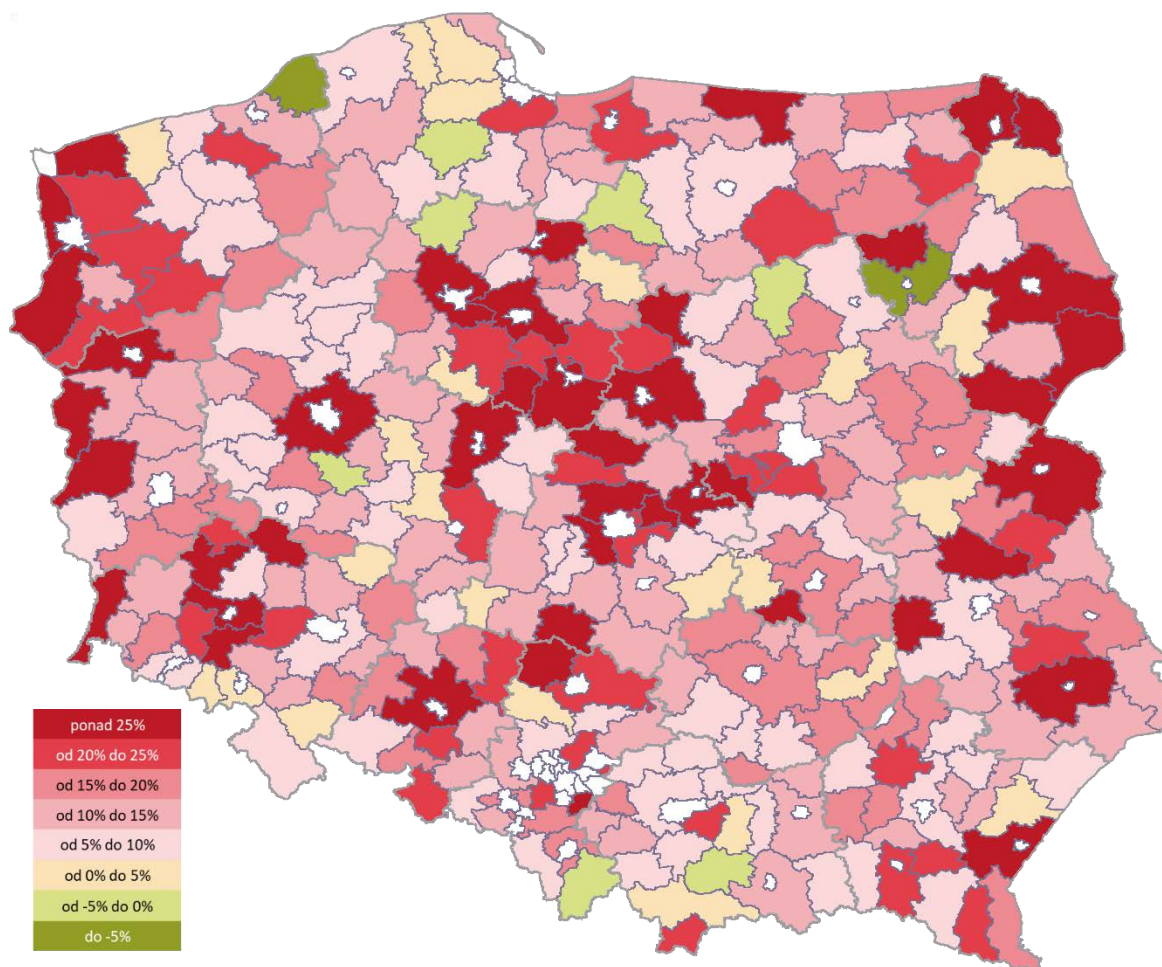 ponad 25%
od 20% do 25%
od 15% do 20%
od 10% do 15%
od 5% do 10%
od 0% do 5%
od -5% do 0%
do -5%